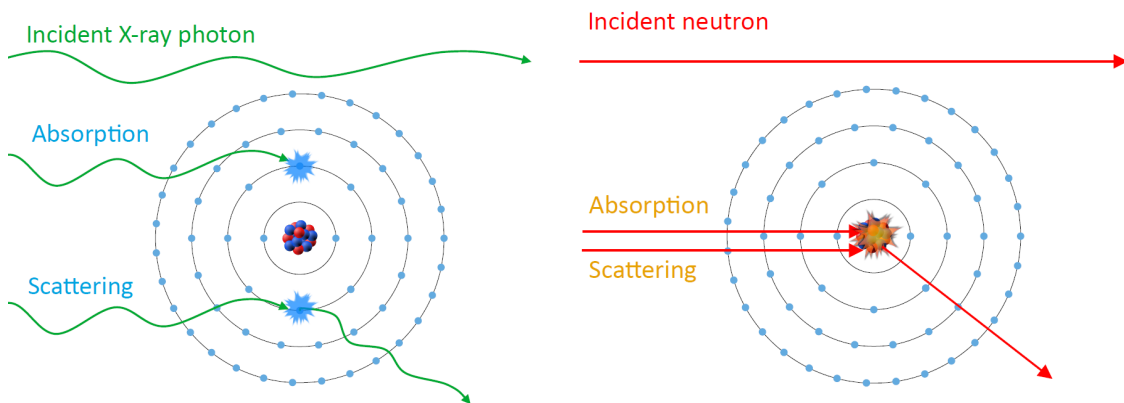 Incident X-ray photon
Absorption
Scattering
Incident neutron
Absorption
Scattering